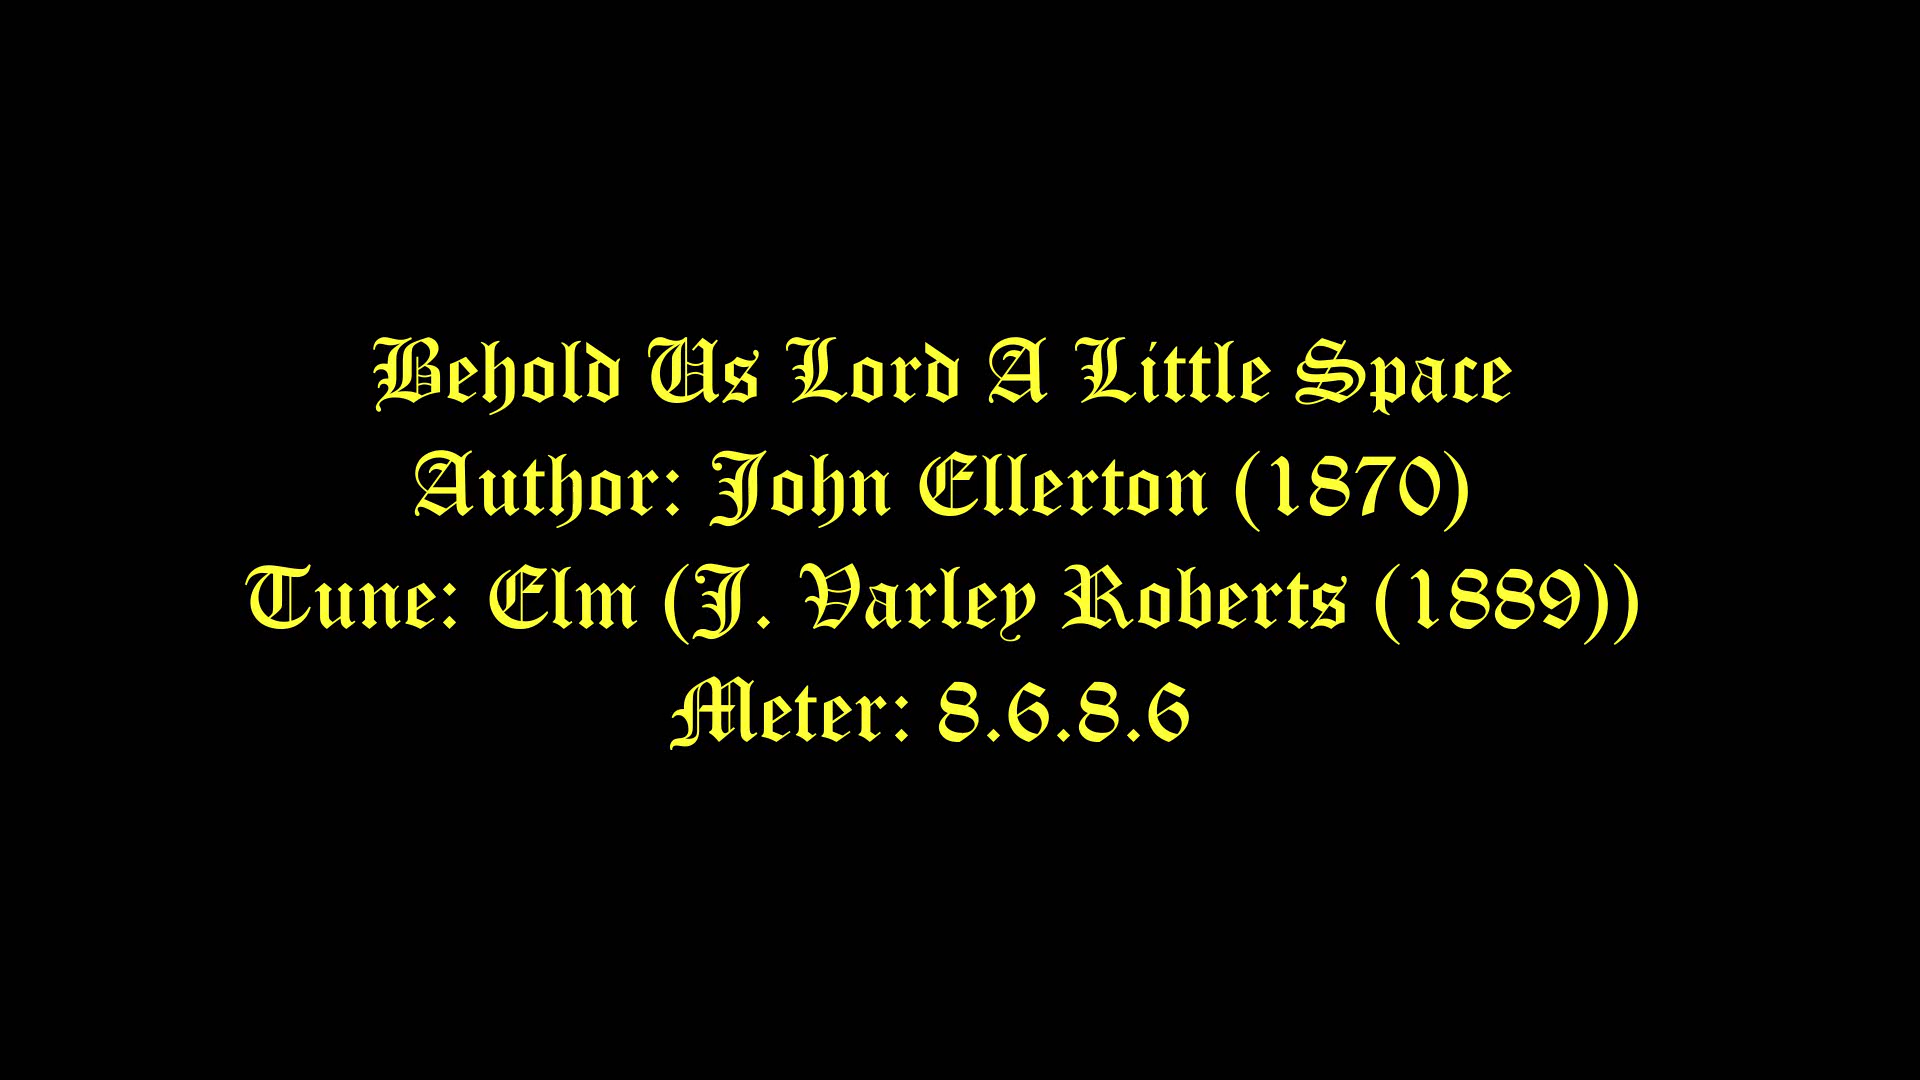 Behold Us Lord A Little Space
Author: John Ellerton (1870)
Tune: Elm (J. Varley Roberts (1889))
Meter: 8.6.8.6